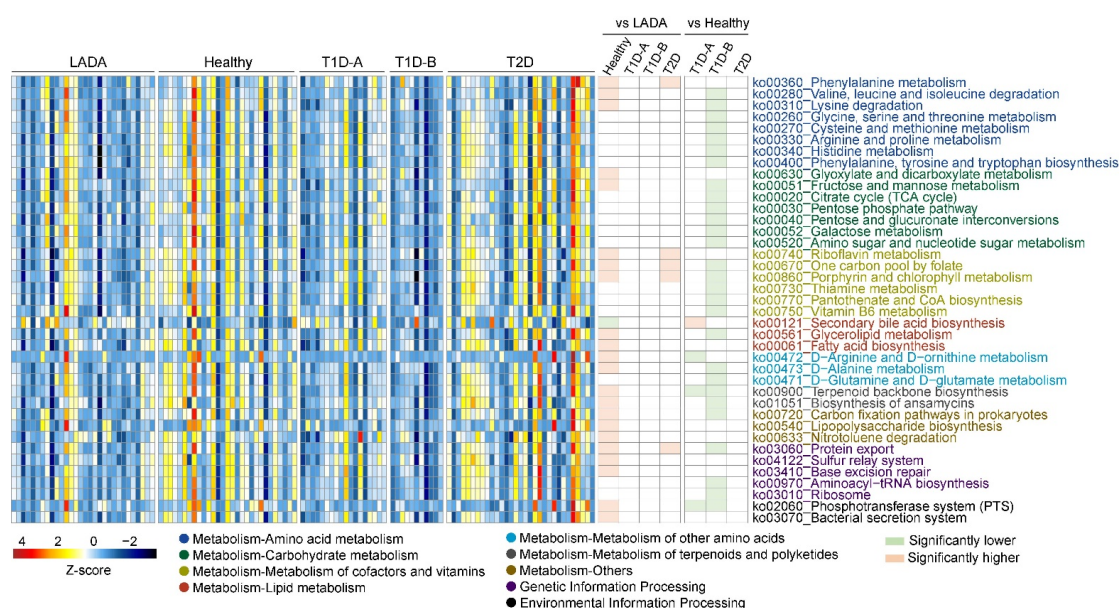 vs LADA vs Healthy
LADA Healthy T1D-A T1D-B T2D Healthy T1D-A T1D-B T2D T1D-A T1D-B T2D
ko00360_Phenylalanine metabolism
ko00280_Valine, leucine and isoleucine degradation
ko00310_Lysine degradation
ko00260_Glycine, serine and threonine metabolism
ko00270_Cysteine and methionine metabolism
ko00330_Arginine and proline metabolism
ko00340_Histidine metabolism
ko00400_Phenylalanine, tyrosine and tryptophan biosynthesis
ko00630_Glyoxylate and dicarboxylate metabolism
ko00051_Fructose and mannose metabolism
ko00020_Citrate cycle (TCA cycle)
ko00030_Pentose phosphate pathway
ko00040_Pentose and glucuronate interconversions
ko00052_Galactose metabolism
ko00520_Amino sugar and nucleotide sugar metabolism
ko00740_Riboflavin metabolism
ko00670_One carbon pool by folate
ko00860_Porphyrin and chlorophyll metabolism
ko00730_Thiamine metabolism
ko00770_Pantothenate and CoA biosynthesis
ko00750_Vitamin B6 metabolism
ko00121_Secondary bile acid biosynthesis
ko00561_Glycerolipid metabolism
ko00061_Fatty acid biosynthesis
ko00472_D−Arginine and D−ornithine metabolism
ko00473_D−Alanine metabolism
ko00471_D−Glutamine and D−glutamate metabolism
ko00900_Terpenoid backbone biosynthesis
ko01051_Biosynthesis of ansamycins
ko00720_Carbon fixation pathways in prokaryotes
ko00540_Lipopolysaccharide biosynthesis
ko00633_Nitrotoluene degradation
ko03060_Protein export
ko04122_Sulfur relay system
ko03410_Base excision repair
ko00970_Aminoacyl−tRNA biosynthesis
ko03010_Ribosome
ko02060_Phosphotransferase system (PTS)
ko03070_Bacterial secretion system
4 2 0 −2
Z-score
Metabolism-Amino acid metabolism
Metabolism-Carbohydrate metabolism
Metabolism-Metabolism of cofactors and vitamins
Metabolism-Lipid metabolism
Metabolism-Metabolism of other amino acids
Metabolism-Metabolism of terpenoids and polyketides
Metabolism-Others
Genetic Information Processing
Environmental Information Processing
Significantly lower
Significantly higher